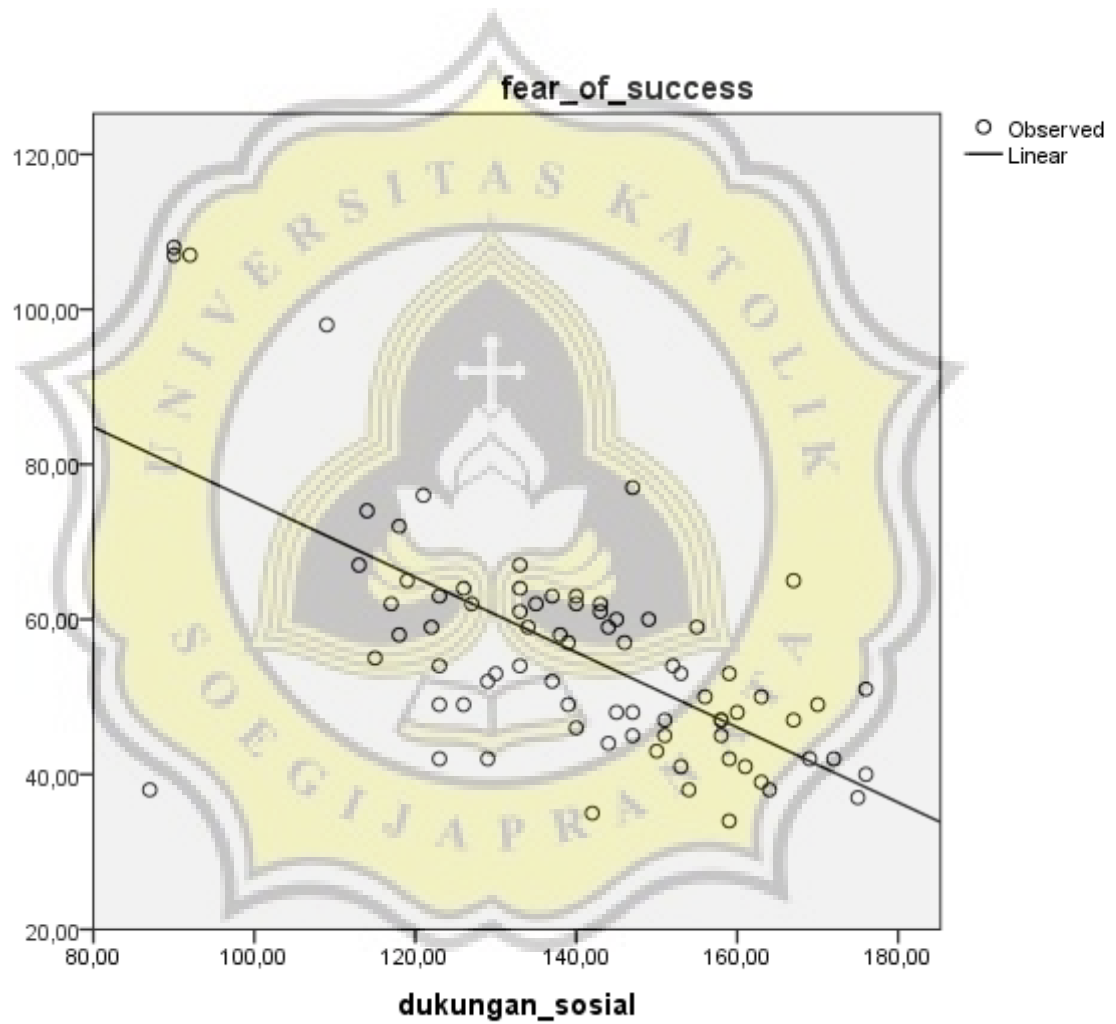 fear_of_success
Observed
Linear
120,00
100,00
80,00
60,00
40,00
20,00
80,00
100,00
120,00
140,00
160,00
180,00
dukungan_sosial
UNIVERSITAS KATOLIK
SOEGIJAPRANATA